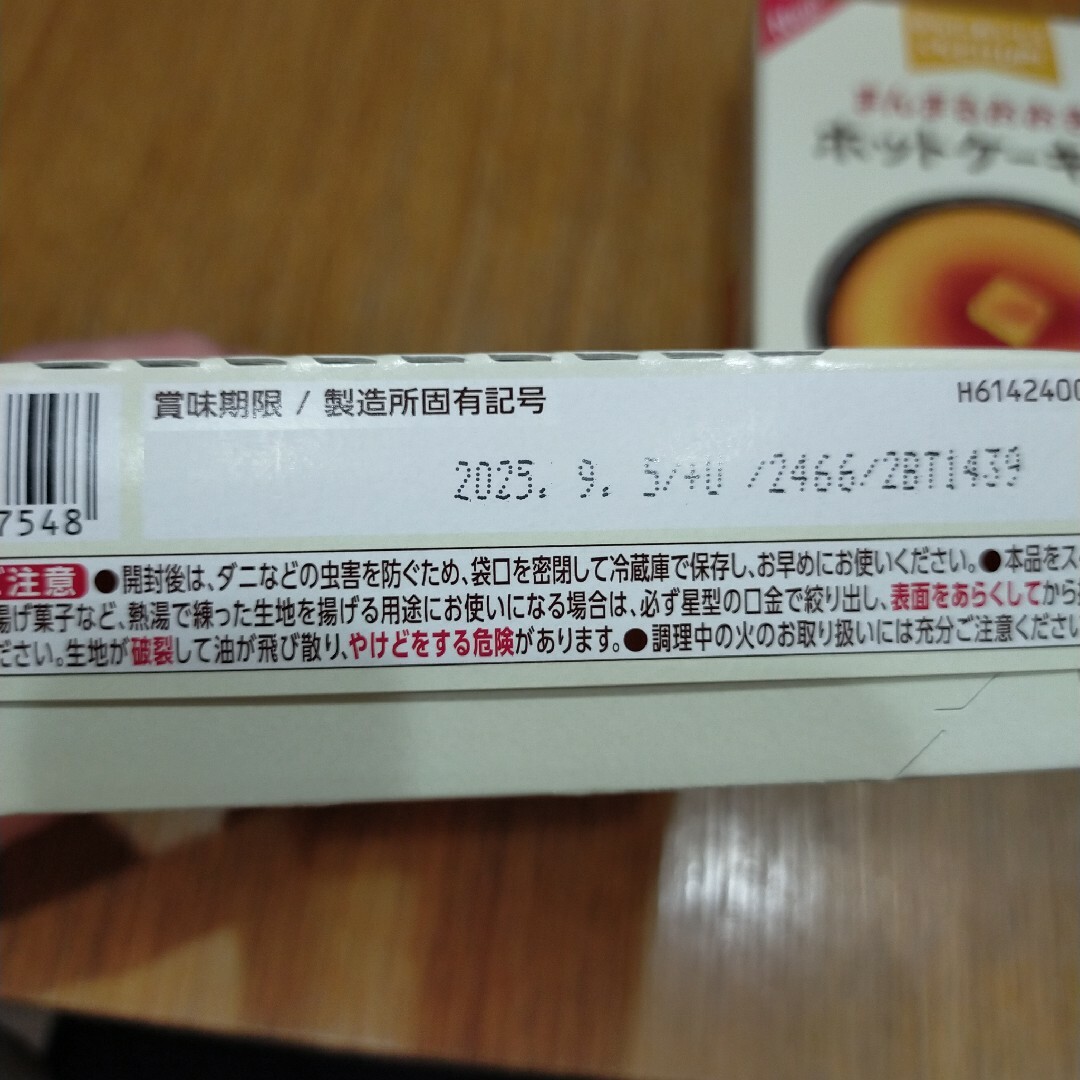 ホットケーキ
賞味期限 / 製造所固有記号
H6142400
2025. 9. 5/+U /2466/2BT1439
7548
ご注意 ●開封後は、ダニなどの虫害を防ぐため、袋口を密閉して冷蔵庫で保存し、お早めにお使いください。●本品をス
揚げ菓子など、熱湯で練った生地を揚げる用途にお使いになる場合は、必ず星型の口金で絞り出し、表面をあらくしてから
ださい。生地が破裂して油が飛び散り、やけどをする危険があります。●調理中の火のお取り扱いには充分ご注意ください